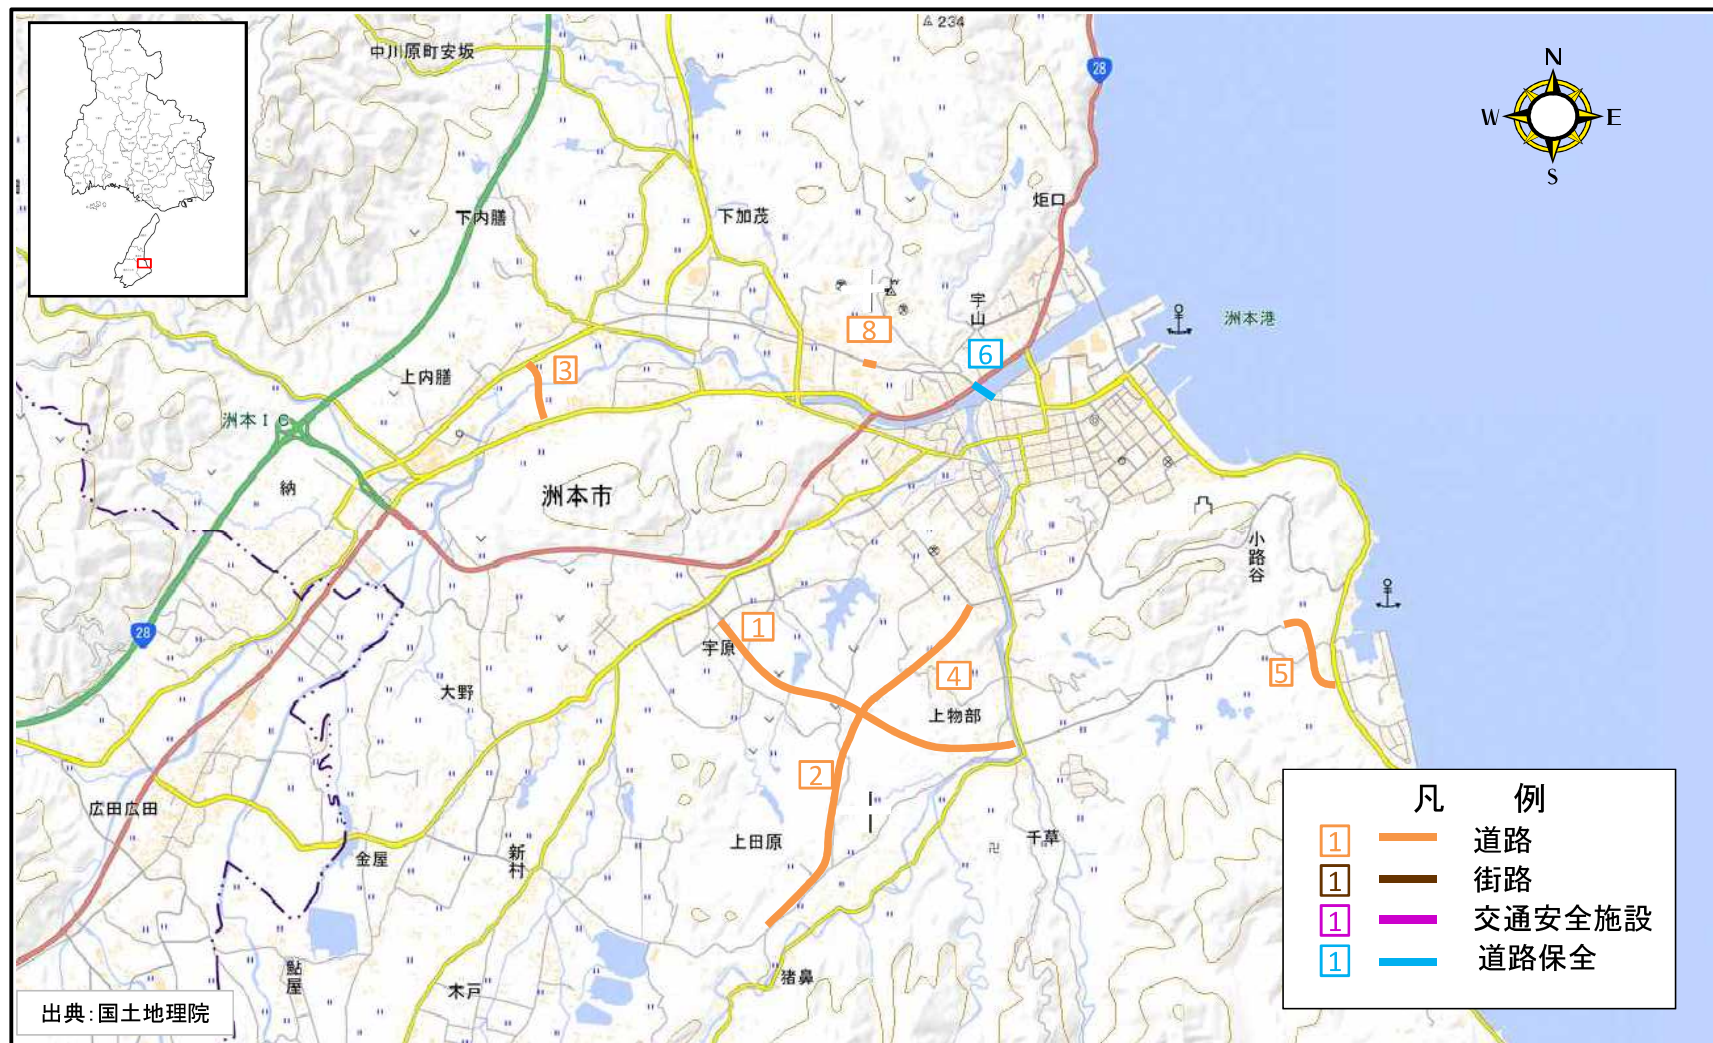 234
中川原町安坂
28
N
W E
S
炬口
下内膳
下加茂
宇山
洲本港
8
6
3
上内膳
洲本IC
納
洲本市
小路谷
28
1
宇原
4
5
大野
上物部
2
広田広田
金屋
新村
上田原
千草
鮎屋
木戸
猪鼻
凡 例
1 道路
1 街路
1 交通安全施設
1 道路保全
出典:国土地理院